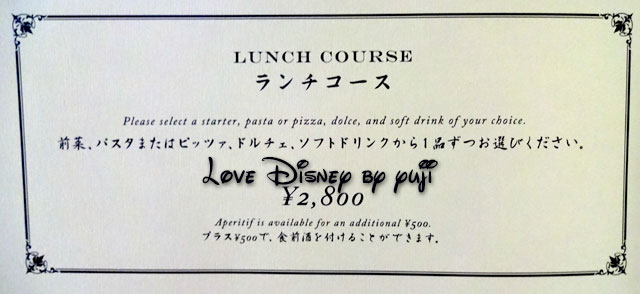 LUNCH COURSE
ランチコース
Please select a starter, pasta or pizza, dolce, and soft drink of your choice.
前菜、パスタまたはピッツァ、ドルチェ、ソフトドリンクから1品ずつお選びください。
Love Disney by yuji
¥2,800
Aperitif is available for an additional ¥500.
プラス¥500で、食前酒を付けることができます。